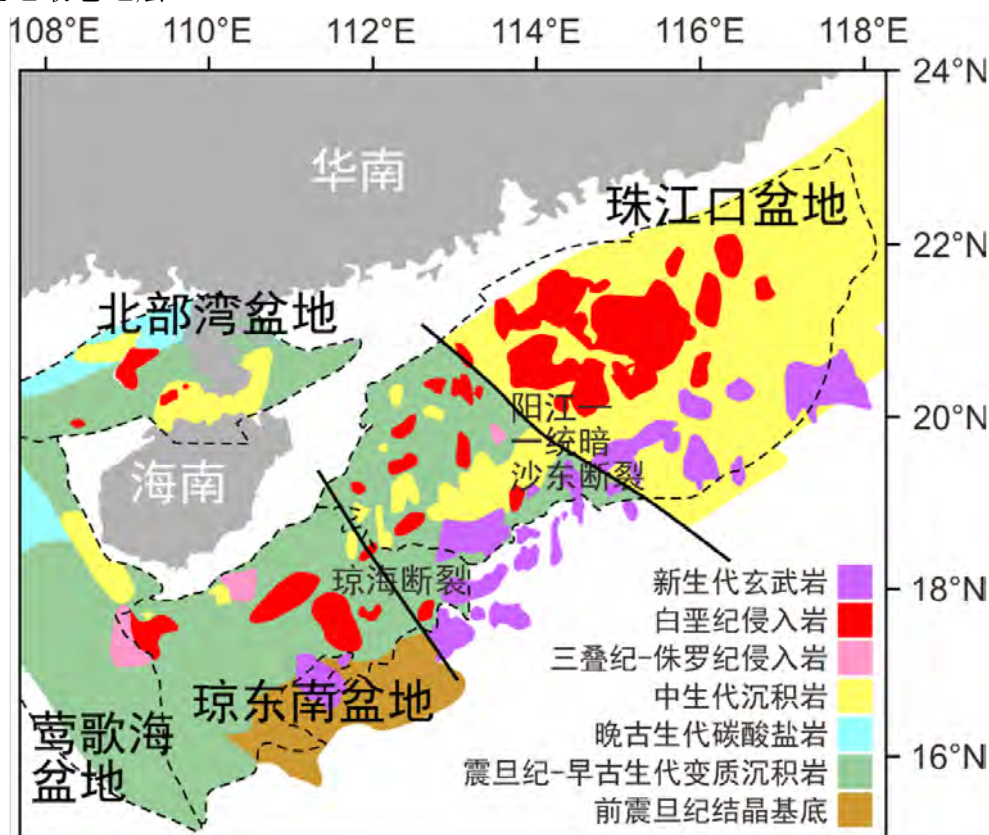 108°E 110°E 112°E 114°E 116°E 118°E
24°N
华南
珠江口盆地
22°N
北部湾盆地
20°N
阳江—
一统暗
沙东断裂
海南
琼海断裂
18°N
新生代玄武岩
白垩纪侵入岩
三叠纪-侏罗纪侵入岩
中生代沉积岩
琼东南盆地
莺歌海
盆地
晚古生代碳酸盐岩
16°N
震旦纪-早古生代变质沉积岩
前震旦纪结晶基底